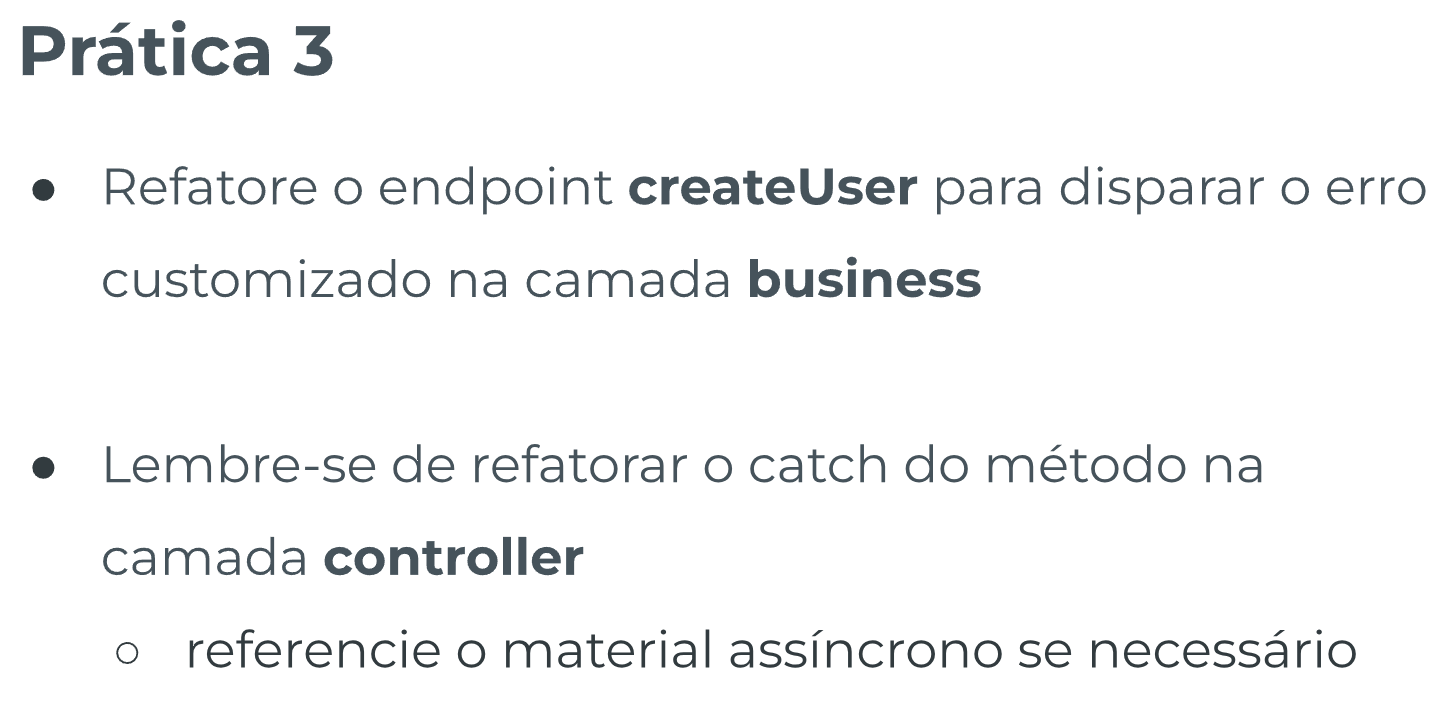 Prática 3
● Refatore o endpoint createUser para disparar o erro
customizado na camada business
● Lembre-se de refatorar o catch do método na
camada controller
○ referencie o material assíncrono se necessário